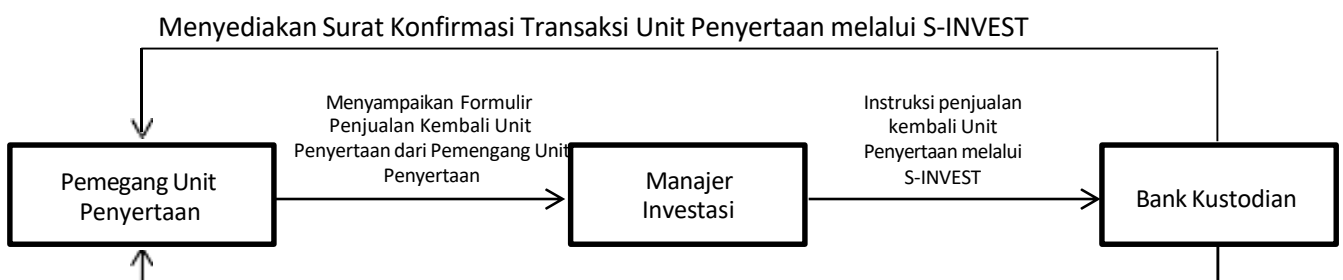 Menyediakan Surat Konfirmasi Transaksi Unit Penyertaan melalui S-INVEST
Menyampaikan Formulir
Penjualan Kembali Unit
Penyertaan dari Pemengang Unit
Penyertaan
Instruksi penjualan
kembali Unit
Penyertaan melalui
S-INVEST
Pemegang Unit
Penyertaan
Manajer
Investasi
Bank Kustodian